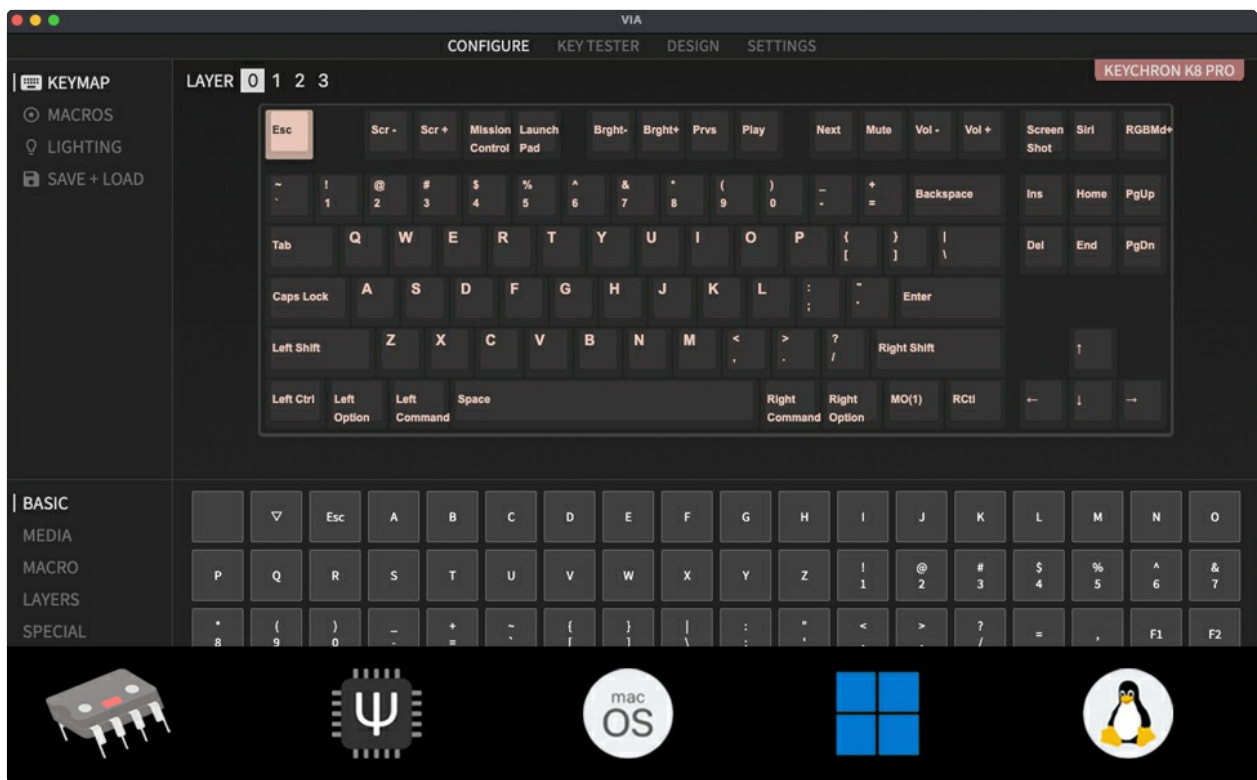 VIA
CONFIGURE KEY TESTER DESIGN SETTINGS
KEYMAP
MACROS
LIGHTING
SAVE + LOAD
LAYER 0 1 2 3
KEYCHRON K8 PRO
Esc Scr - Scr + Mission Control Launch Pad Brght- Brght+ Prvs Play Next Mute Vol - Vol + Screen Shot Siri RGBMd+
~ ! @ # $ % ^ & * ( ) _ +
` 1 2 3 4 5 6 7 8 9 0 - = Backspace Ins Home PgUp
Tab Q W E R T Y U I O P { [ } ] | \ Del End PgDn
Caps Lock A S D F G H J K L : ; " ' Enter
Left Shift Z X C V B N M < , > . ? / Right Shift ↑
Left Ctrl Left Option Left Command Space Right Command Right Option MO(1) RCtl ← ↓ →
BASIC
MEDIA
MACRO
LAYERS
SPECIAL
▽ Esc A B C D E F G H I J K L M N O
P Q R S T U V W X Y Z ! 1 @ 2 # 3 $ 4 % 5 ^ 6 & 7
* 8 ( 9 ) 0 _ - + = ~ ` { [ } ] | \ : ; " ' < , > . ? / = , F1 F2
Ψ
mac
OS